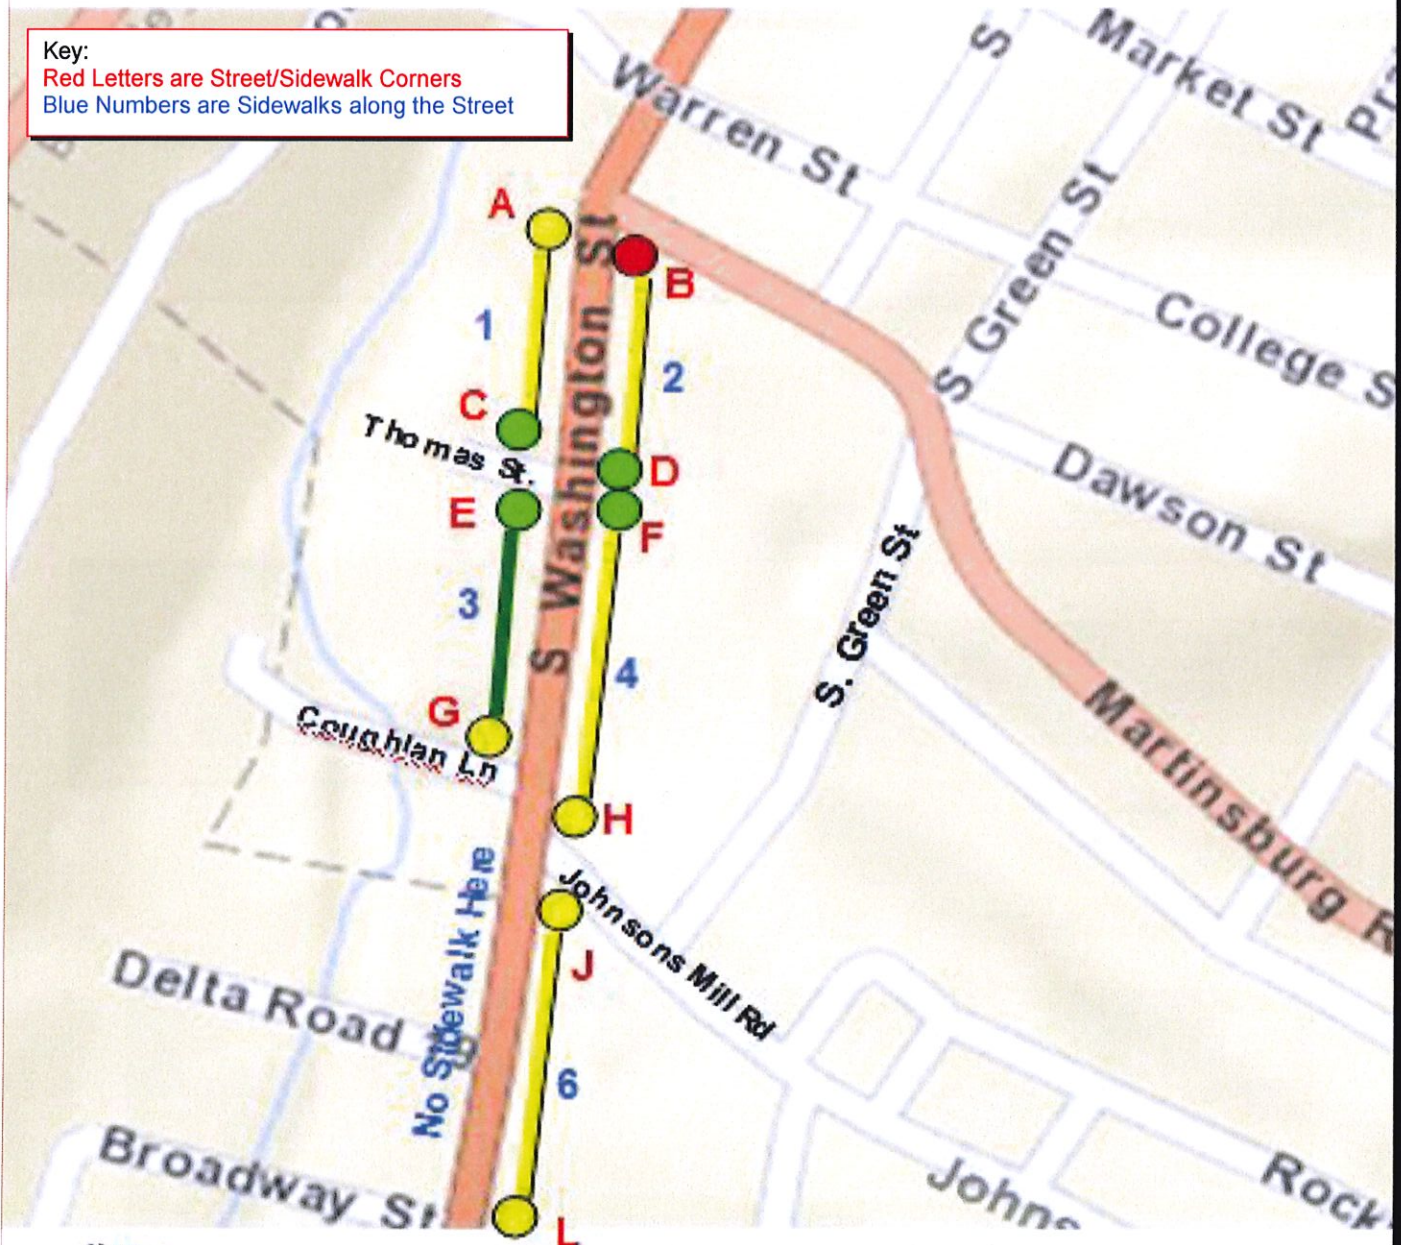 Key:
Red Letters are Street/Sidewalk Corners
Blue Numbers are Sidewalks along the Street
Warren St
S
Market St
A
S Washington St
B
S Green St
College S
1
2
C
Thomas St.
D
E
F
Dawson St
3
4
S. Green St
G
Coughlan Ln
Martinsburg R
H
No Sidewalk Here
Johnsons Mill Rd
J
Delta Road
6
Broadway St
Johns
Rock
L